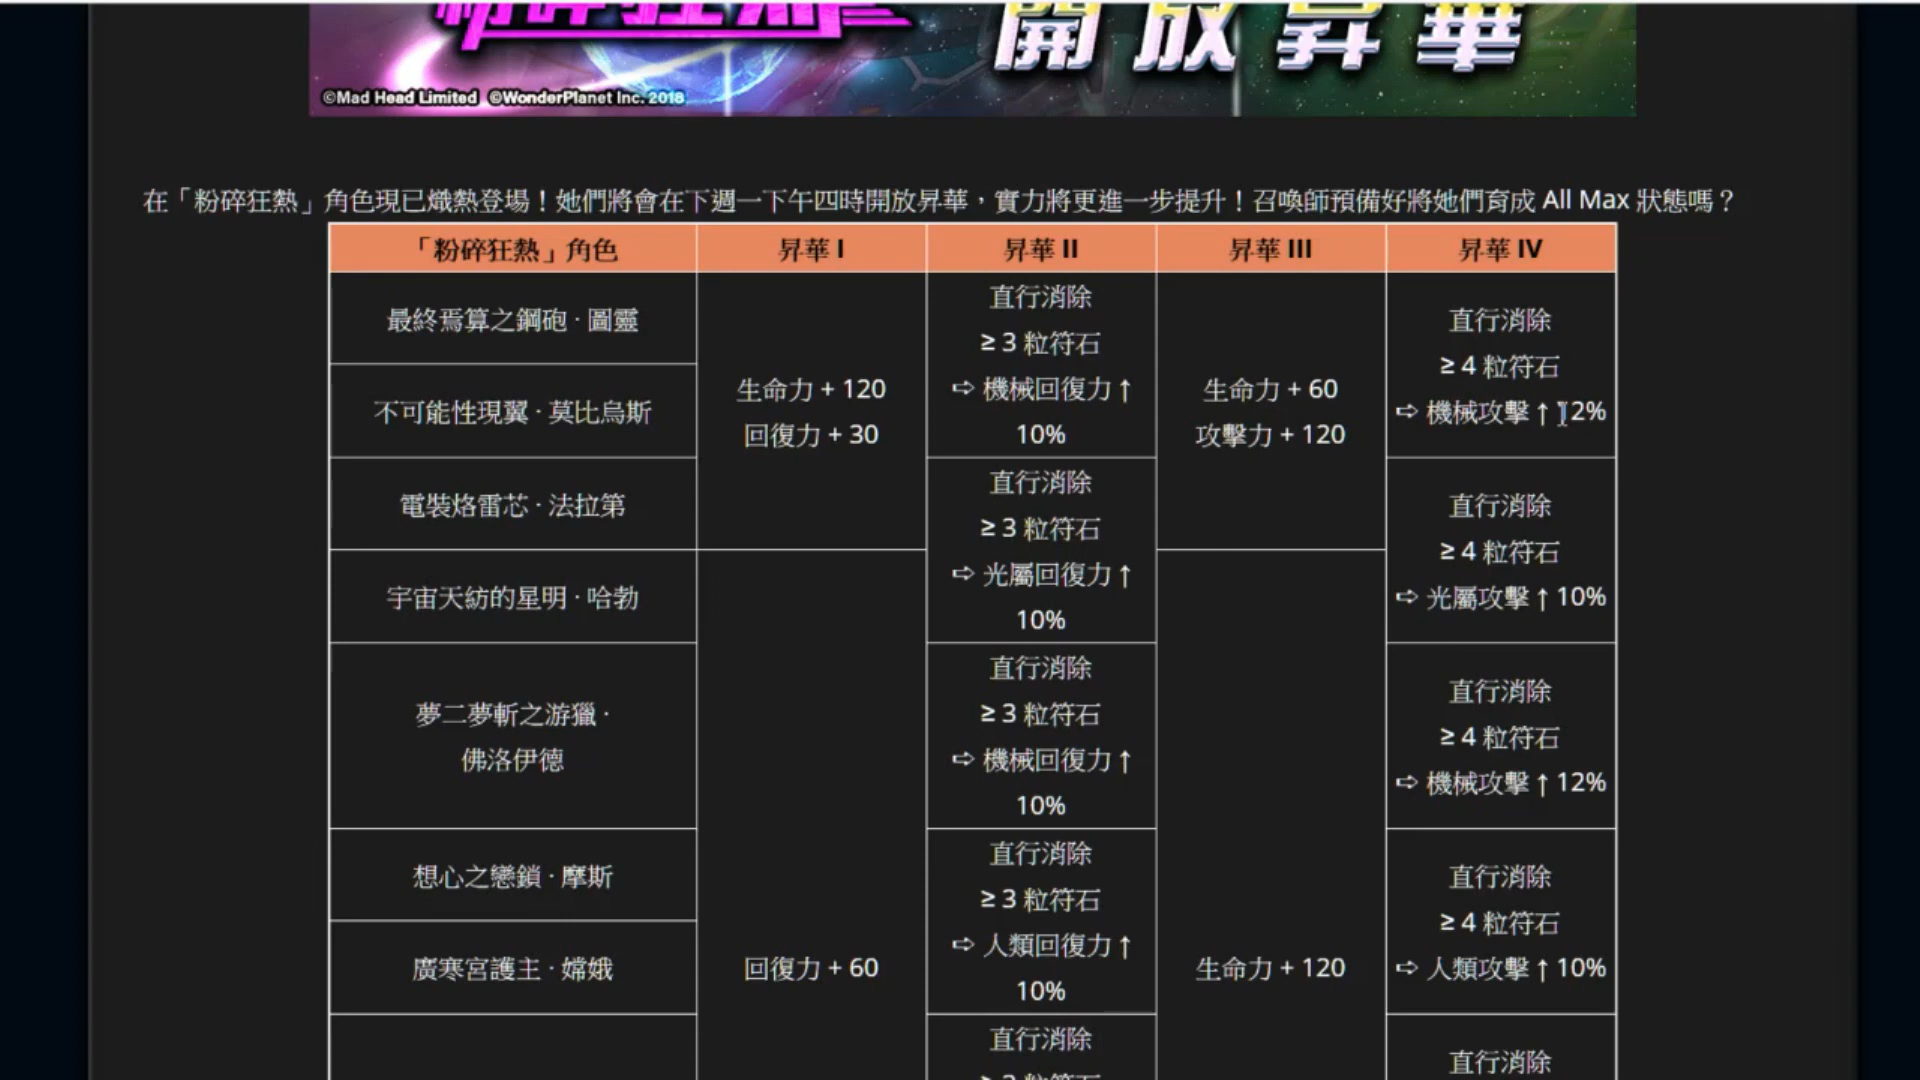 粉碎狂熱
開放昇華
©Mad Head Limited ©WonderPlanet Inc. 2018
在「粉碎狂熱」角色現已熾熱登場！她們將會在下週一下午四時開放昇華，實力將更進一步提升！召喚師預備好將她們育成 All Max 狀態嗎？
「粉碎狂熱」角色
昇華 I
昇華 II
昇華 III
昇華 IV
最終焉算之鋼砲 · 圖靈
不可能性現翼 · 莫比烏斯
電裝烙雷芯 · 法拉第
生命力 + 120
回復力 + 30
直行消除
≥ 3 粒符石
⇨ 機械回復力 ↑
10%
生命力 + 60
攻擊力 + 120
直行消除
≥ 4 粒符石
⇨ 機械攻擊 ↑ 12%
直行消除
≥ 3 粒符石
⇨ 光屬回復力 ↑
10%
直行消除
≥ 4 粒符石
⇨ 光屬攻擊 ↑ 10%
宇宙天紡的星明 · 哈勃
夢二夢斬之游獵 ·
佛洛伊德
直行消除
≥ 3 粒符石
⇨ 機械回復力 ↑
10%
直行消除
≥ 4 粒符石
⇨ 機械攻擊 ↑ 12%
想心之戀鎖 · 摩斯
廣寒宮護主 · 嫦娥
回復力 + 60
直行消除
≥ 3 粒符石
⇨ 人類回復力 ↑
10%
生命力 + 120
直行消除
≥ 4 粒符石
⇨ 人類攻擊 ↑ 10%
直行消除
≥ 3 粒符石
直行消除